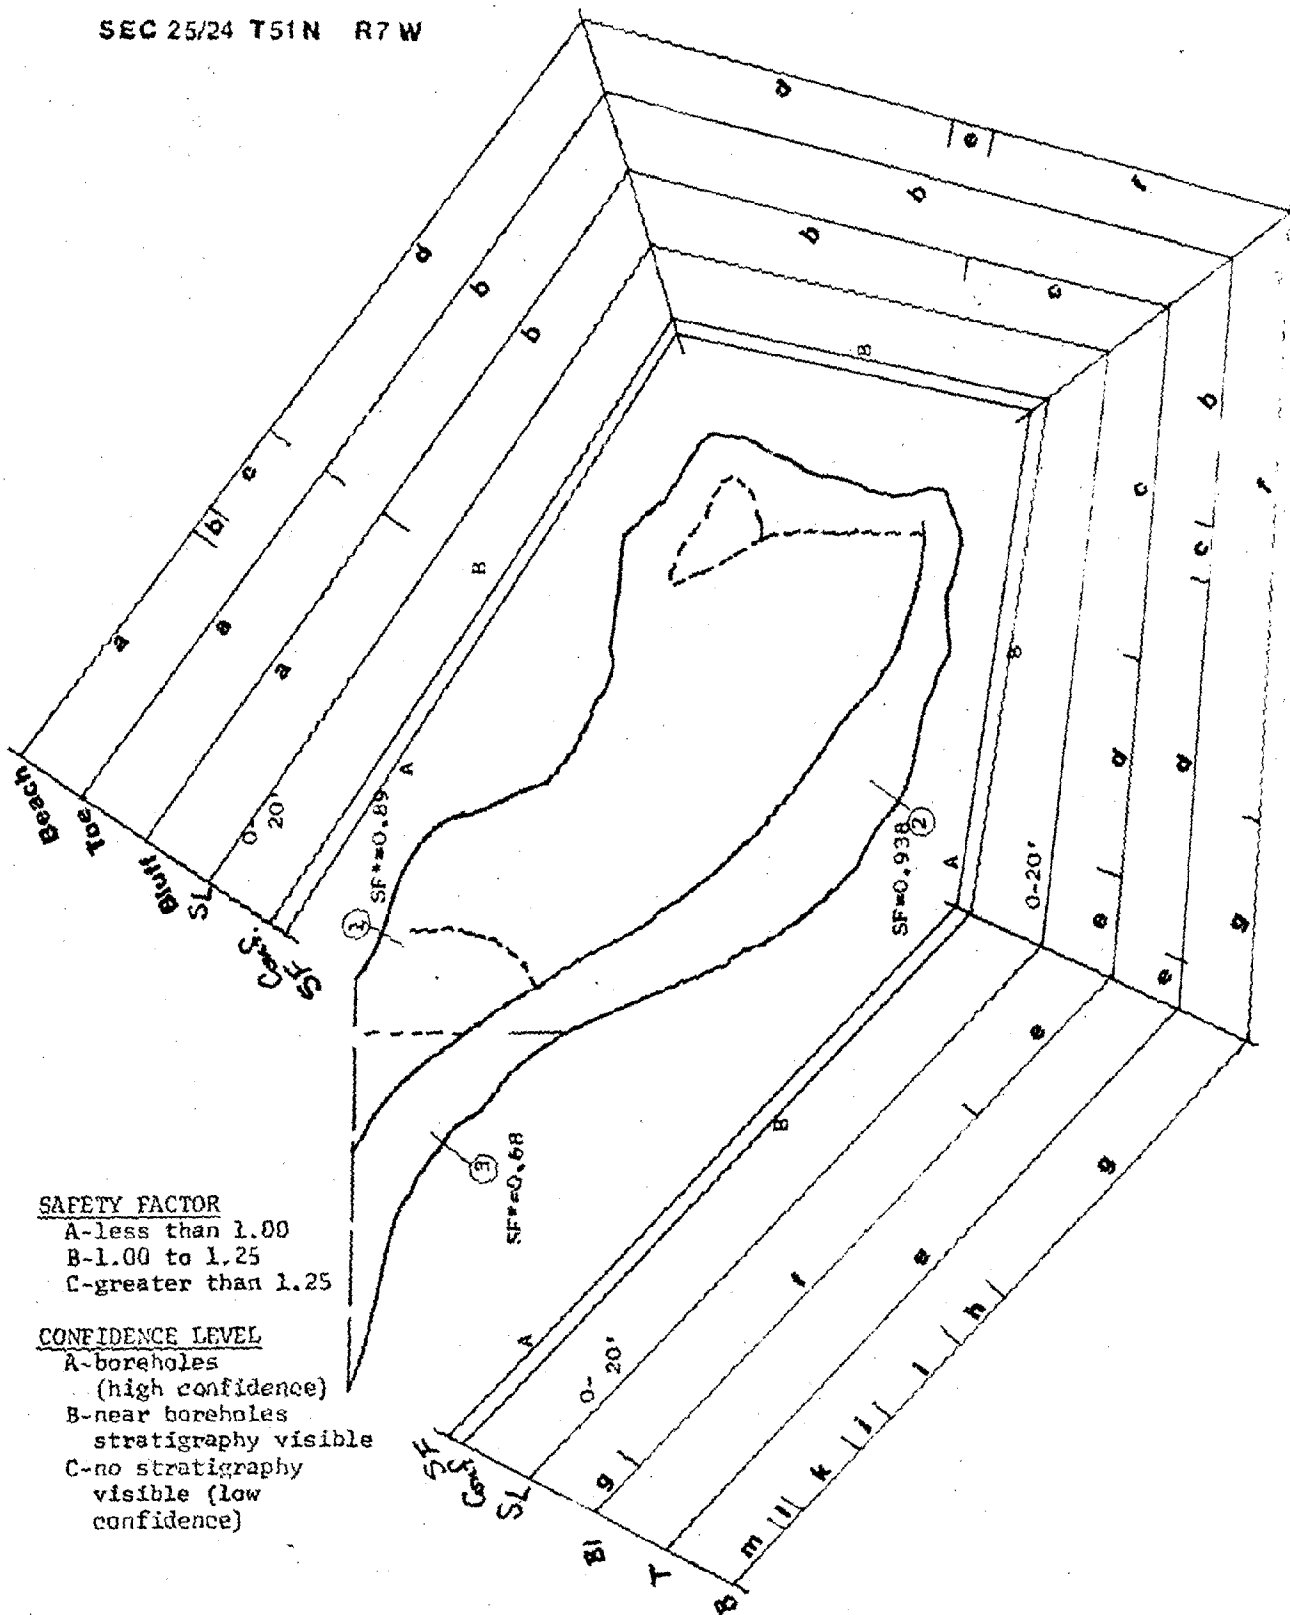 SEC 25/24 T51N R7W
d
e
f
b
b
c
B
d
b
b
c
b
a
a
a
B
A
Beach
Toe
Bluff
SL
Conf.
SF
0-20'
1
SF*=0.89
b
f
c
c
B
d
d
2
SF=0.938
A
0-20'
e
g
e
e
B
g
3
SF*=0.68
f
e
h
A
0-20'
i
j
k
l
m
g
SF
Conf
SL
Bl
T
B
SAFETY FACTOR
A-less than 1.00
B-1.00 to 1.25
C-greater than 1.25
CONFIDENCE LEVEL
A-boreholes
(high confidence)
B-near boreholes
stratigraphy visible
C-no stratigraphy
visible (low
confidence)